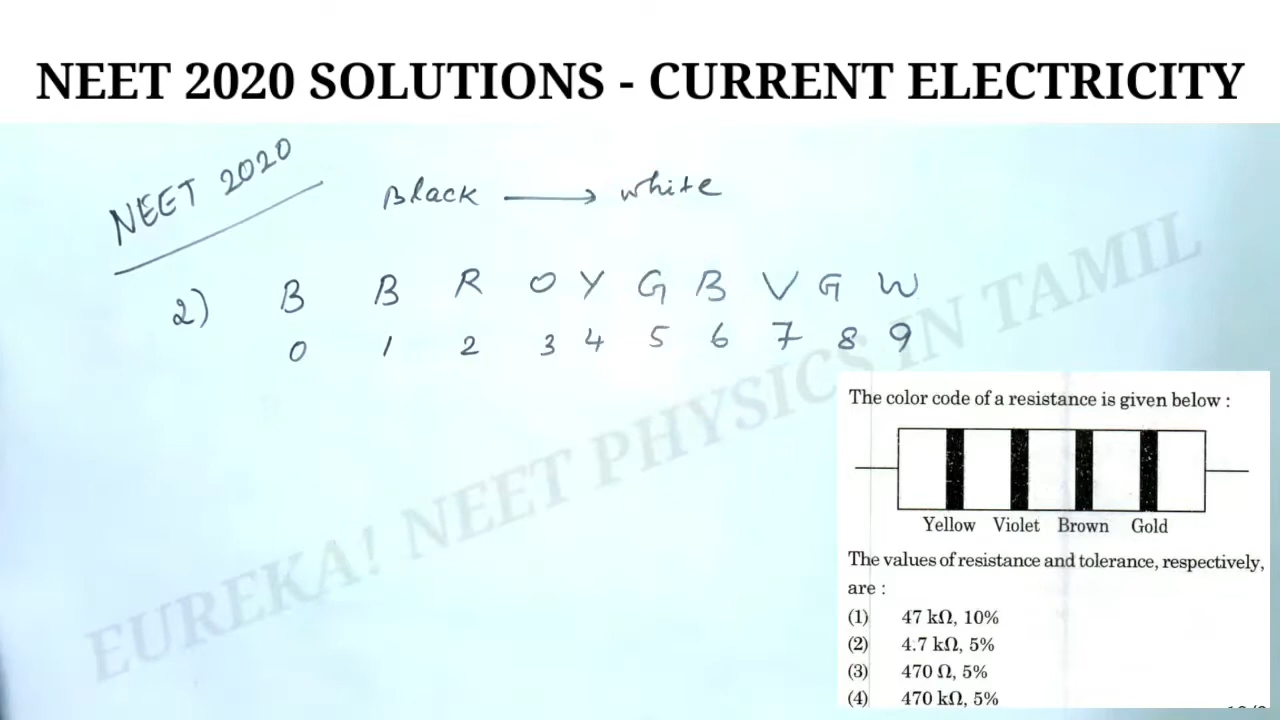 NEET 2020 SOLUTIONS - CURRENT ELECTRICITY
NEET 2020
Black → white
2) B B R O Y G B V G W
0 1 2 3 4 5 6 7 8 9
EUREKA! NEET PHYSICS IN TAMIL
The color code of a resistance is given below :
Yellow Violet Brown Gold
The values of resistance and tolerance, respectively,
are :
(1) 47 kΩ, 10%
(2) 4.7 kΩ, 5%
(3) 470 Ω, 5%
(4) 470 kΩ, 5%